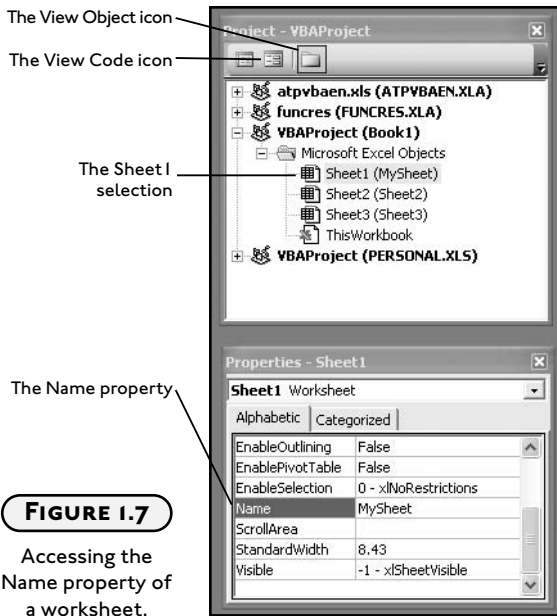 The View Object icon
The View Code icon
The Sheet1
selection
The Name property
FIGURE 1.7
Accessing the
Name property of
a worksheet.
Project - VBAProject
atpvbaen.xls (ATPVBAEN.XLA)
funcres (FUNCRES.XLA)
VBAProject (Book1)
Microsoft Excel Objects
Sheet1 (MySheet)
Sheet2 (Sheet2)
Sheet3 (Sheet3)
ThisWorkbook
VBAProject (PERSONAL.XLS)
Properties - Sheet1
Sheet1 Worksheet
Alphabetic Categorized
EnableOutlining False
EnablePivotTable False
EnableSelection 0 - xlNoRestrictions
Name MySheet
ScrollArea
StandardWidth 8.43
Visible -1 - xlSheetVisible